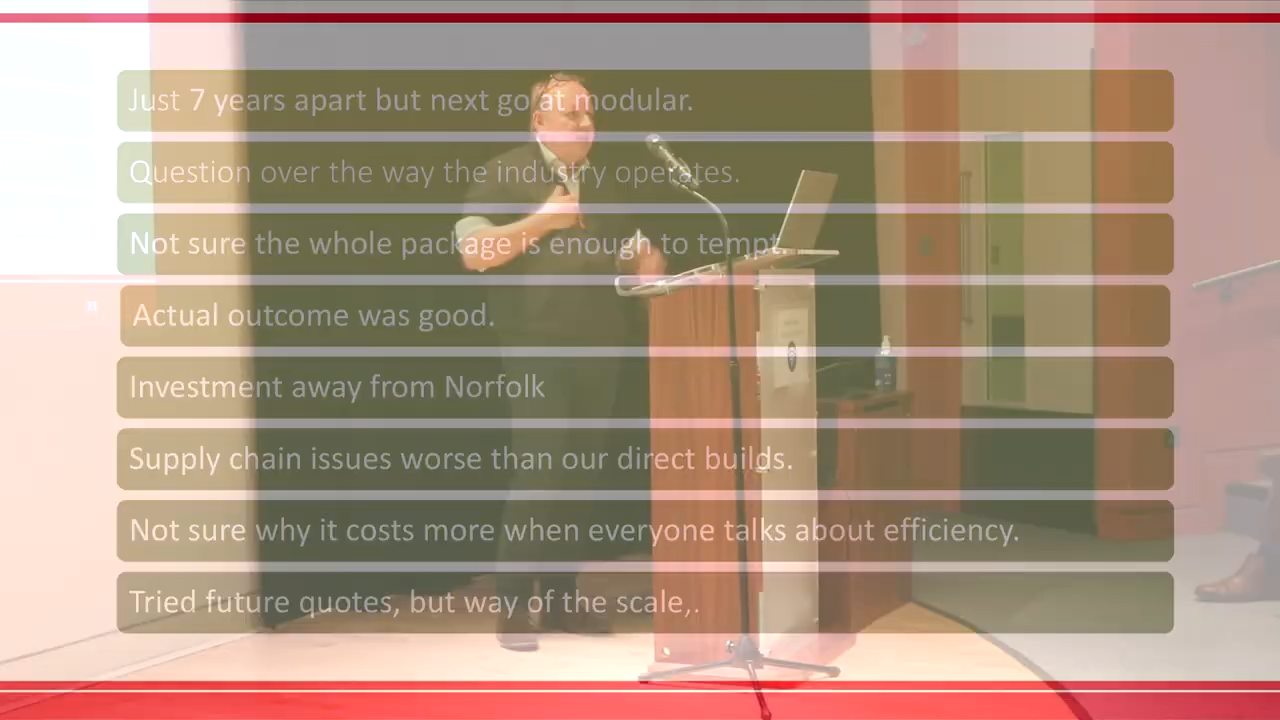 Just 7 years apart but next go at modular.
Question over the way the industry operates.
Not sure the whole package is enough to tempt
Actual outcome was good.
Investment away from Norfolk
Supply chain issues worse than our direct builds.
Not sure why it costs more when everyone talks about efficiency.
Tried future quotes, but way of the scale,.